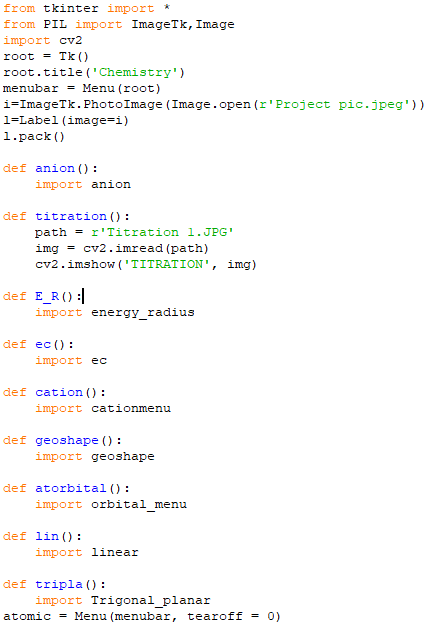 from tkinter import *
from PIL import ImageTk,Image
import cv2
root = Tk()
root.title('Chemistry')
menubar = Menu(root)
i=ImageTk.PhotoImage(Image.open(r'Project pic.jpeg'))
l=Label(image=i)
l.pack()

def anion():
    import anion

def titration():
    path = r'Titration 1.JPG'
    img = cv2.imread(path)
    cv2.imshow('TITRATION', img)

def E_R():
    import energy_radius

def ec():
    import ec

def cation():
    import cationmenu

def geoshape():
    import geoshape

def atorbital():
    import orbital_menu

def lin():
    import linear

def tripla():
    import Trigonal_planar
atomic = Menu(menubar, tearoff = 0)